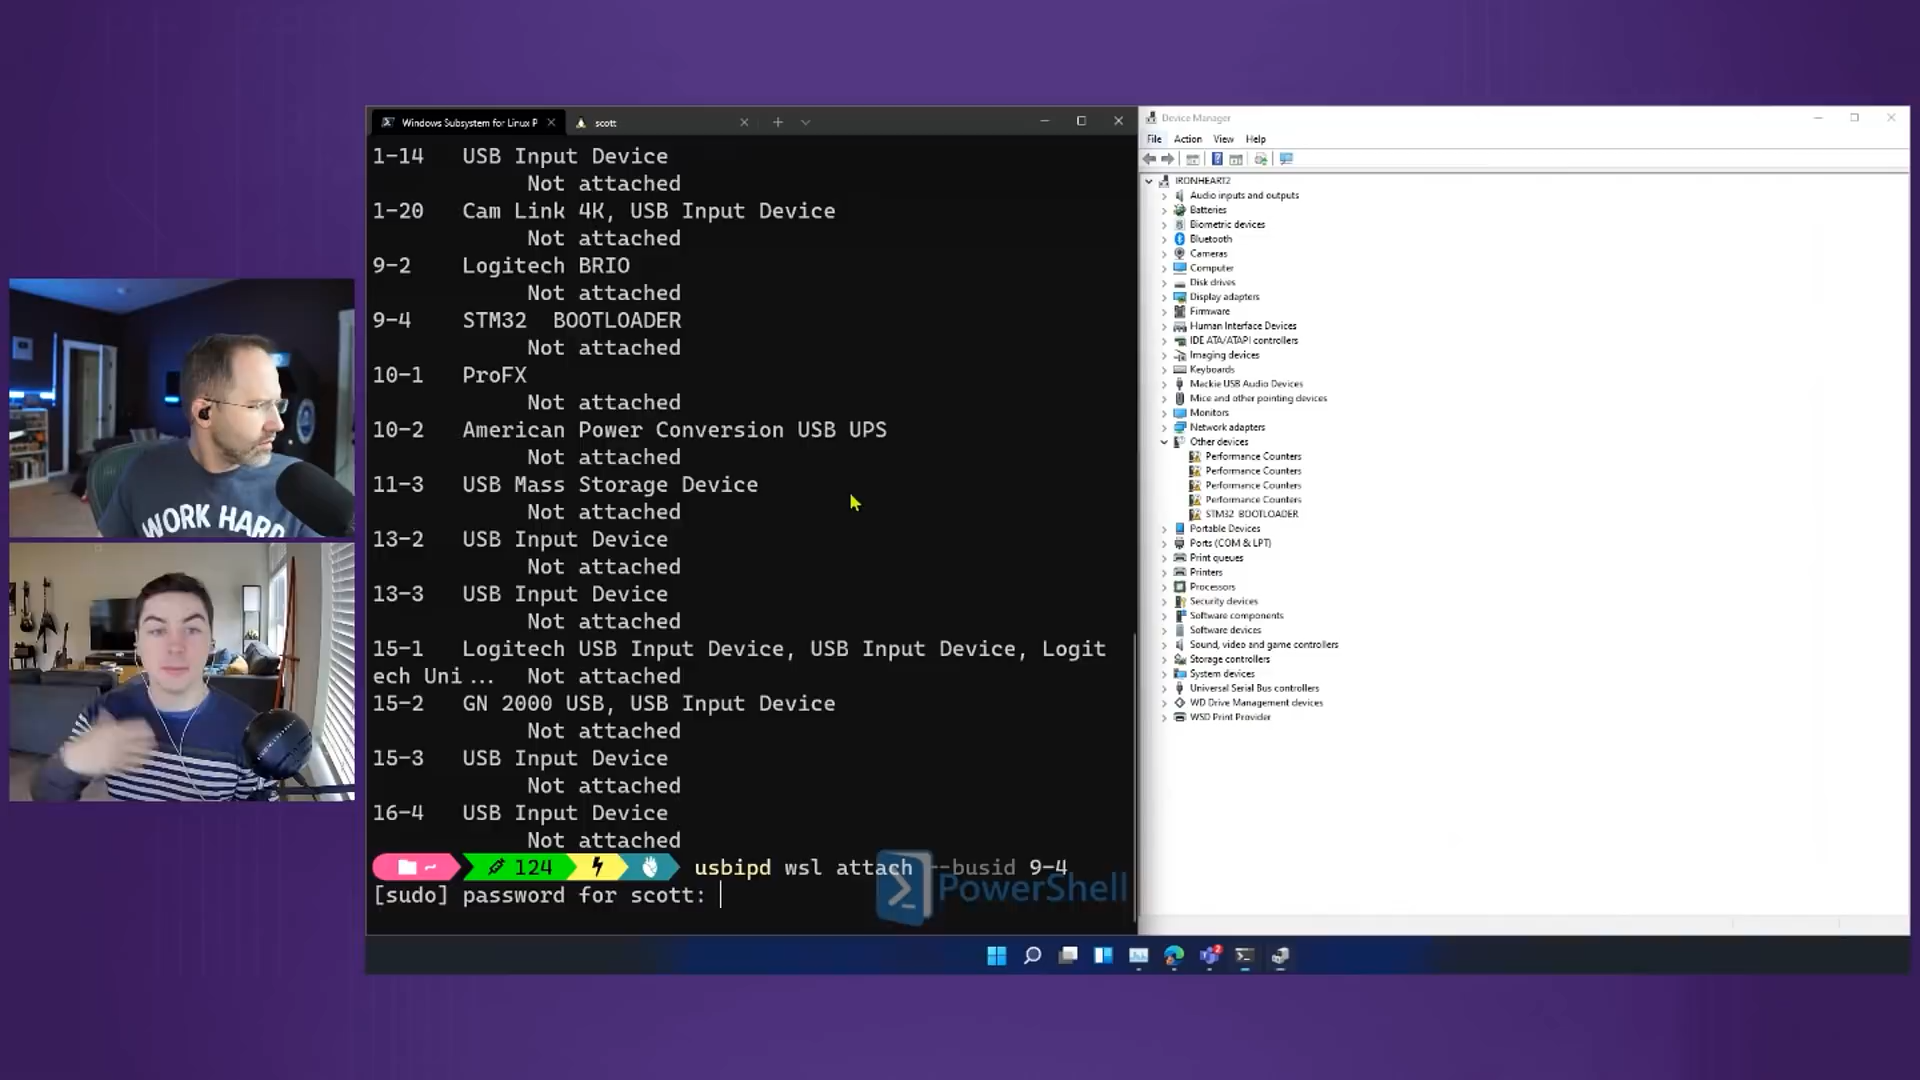 Windows Subsystem for Linux P
scott
1-14 USB Input Device
Not attached
1-20 Cam Link 4K, USB Input Device
Not attached
9-2 Logitech BRIO
Not attached
9-4 STM32  BOOTLOADER
Not attached
10-1 ProFX
Not attached
10-2 American Power Conversion USB UPS
Not attached
11-3 USB Mass Storage Device
Not attached
13-2 USB Input Device
Not attached
13-3 USB Input Device
Not attached
15-1 Logitech USB Input Device, USB Input Device, Logit
ech Uni... Not attached
15-2 GN 2000 USB, USB Input Device
Not attached
15-3 USB Input Device
Not attached
16-4 USB Input Device
Not attached
~ 124 usbipd wsl attach --busid 9-4
[sudo] password for scott:
PowerShell
Device Manager
File Action View Help
IRONHEART2
Audio inputs and outputs
Batteries
Biometric devices
Bluetooth
Cameras
Computer
Disk drives
Display adapters
Firmware
Human Interface Devices
IDE ATA/ATAPI controllers
Imaging devices
Keyboards
Mackie USB Audio Devices
Mice and other pointing devices
Monitors
Network adapters
Other devices
Performance Counters
Performance Counters
Performance Counters
Performance Counters
STM32  BOOTLOADER
Portable Devices
Ports (COM & LPT)
Print queues
Printers
Processors
Security devices
Software components
Software devices
Sound, video and game controllers
Storage controllers
System devices
Universal Serial Bus controllers
WD Drive Management devices
WSD Print Provider
WORK HARD
2